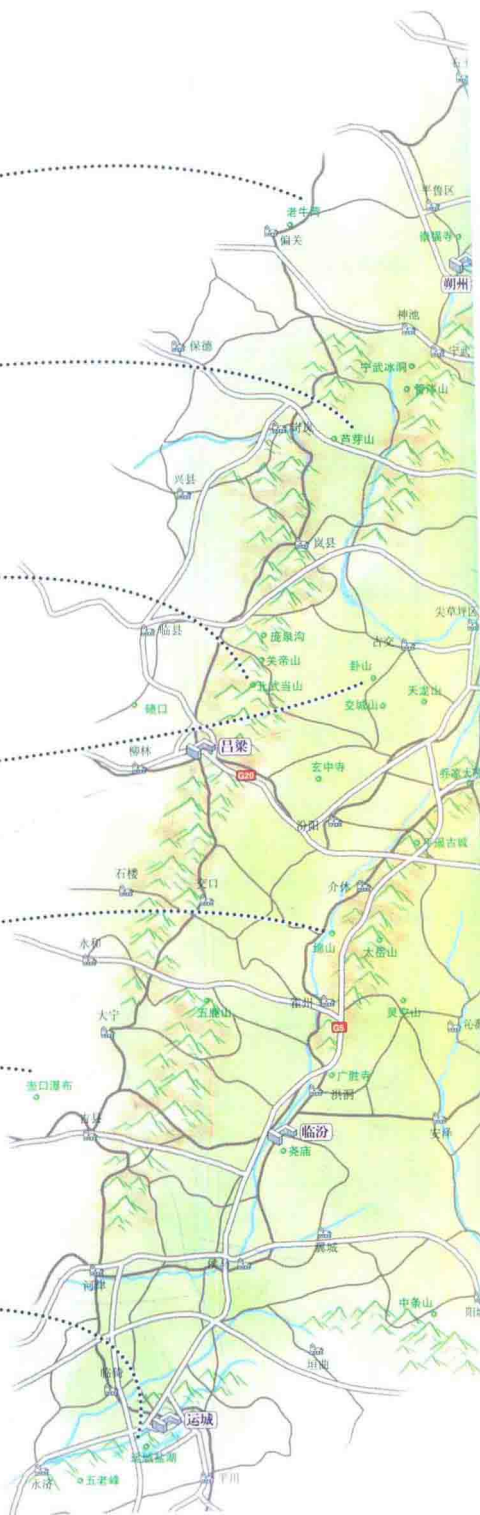 平鲁区
老牛湾
偏关
崇福寺
朔州
神池
保德
宁武
宁武冰洞
管涔山
芦芽山
兴县
岚县
尖草坪区
临县
庞泉沟
古交
关帝山
卦山
北武当山
天龙山
碛口
交城山
吕梁
柳林
G20
玄中寺
汾阳
平遥古城
石楼
交口
介休
绵山
永和
太岳山
五鹿山
霍州
灵空山
大宁
G5
广胜寺
壶口瀑布
洪洞
吉县
安泽
临汾
尧庙
翼城
侯马
河津
中条山
垣曲
临猗
运城
运城盐湖
永济
五老峰